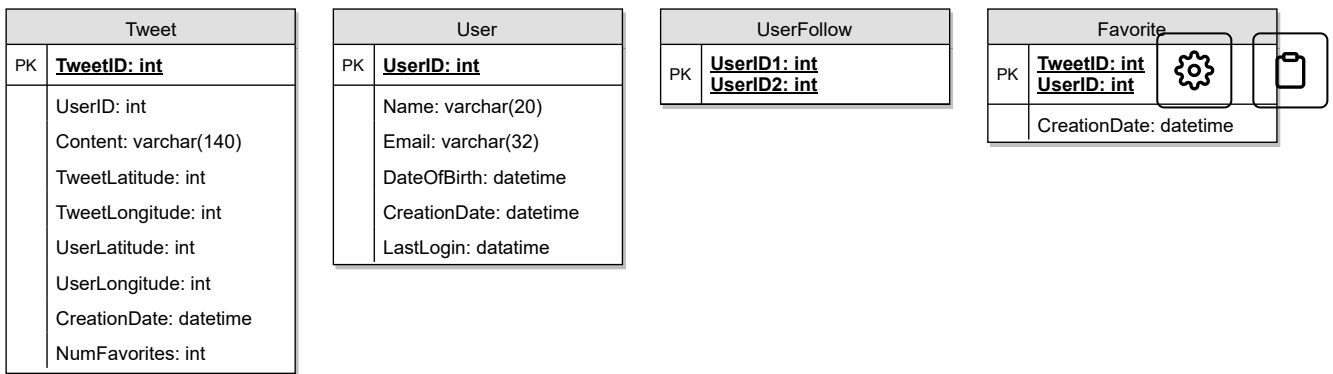 Tweet
PK TweetID: int
UserID: int
Content: varchar(140)
TweetLatitude: int
TweetLongitude: int
UserLatitude: int
UserLongitude: int
CreationDate: datetime
NumFavorites: int
User
PK UserID: int
Name: varchar(20)
Email: varchar(32)
DateOfBirth: datetime
CreationDate: datetime
LastLogin: datatime
UserFollow
PK UserID1: int
UserID2: int
Favorite
PK TweetID: int
UserID: int
CreationDate: datetime